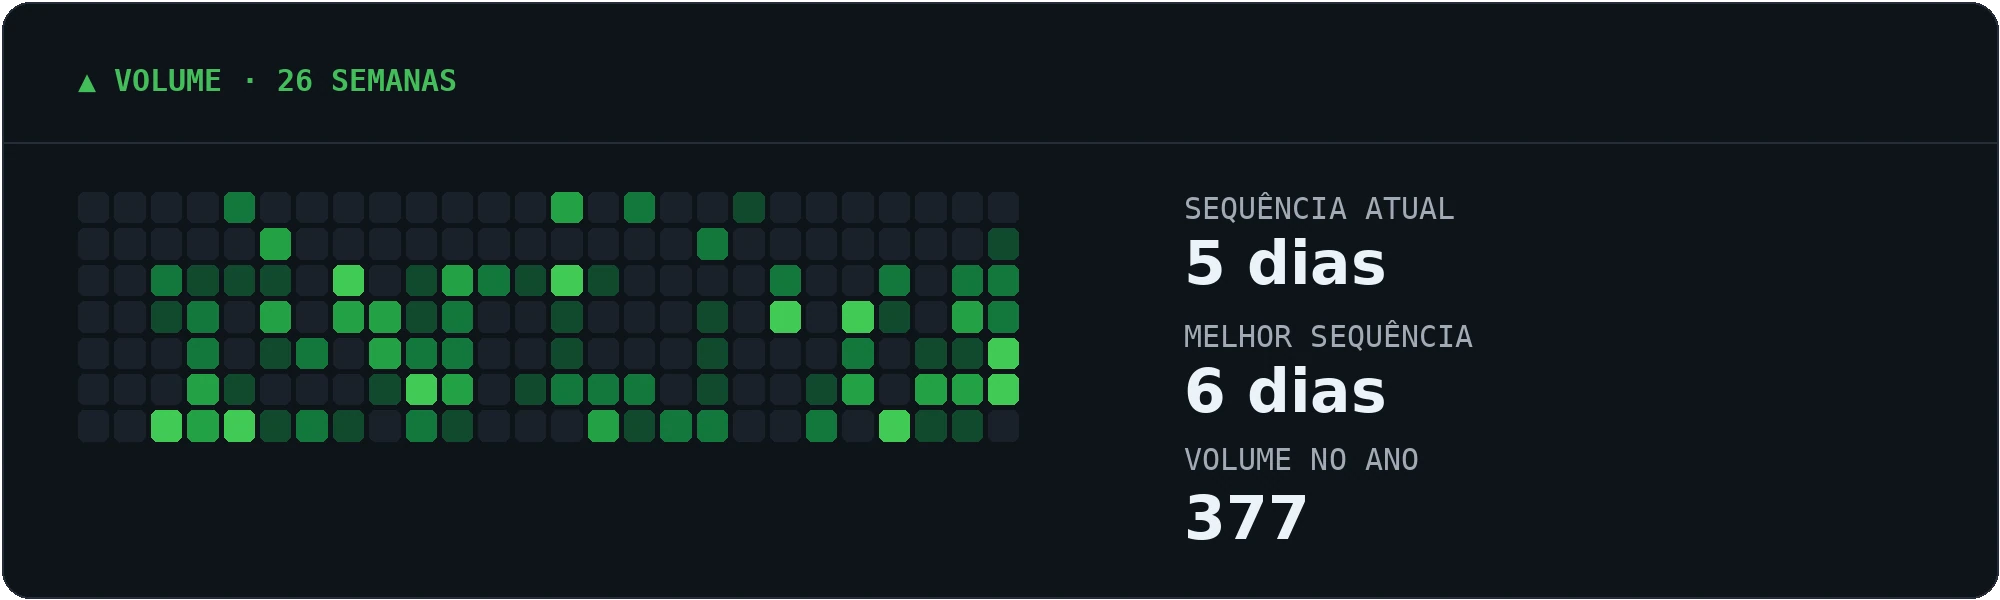 ▲ VOLUME · 26 SEMANAS
SEQUÊNCIA ATUAL
5 dias
MELHOR SEQUÊNCIA
6 dias
VOLUME NO ANO
377